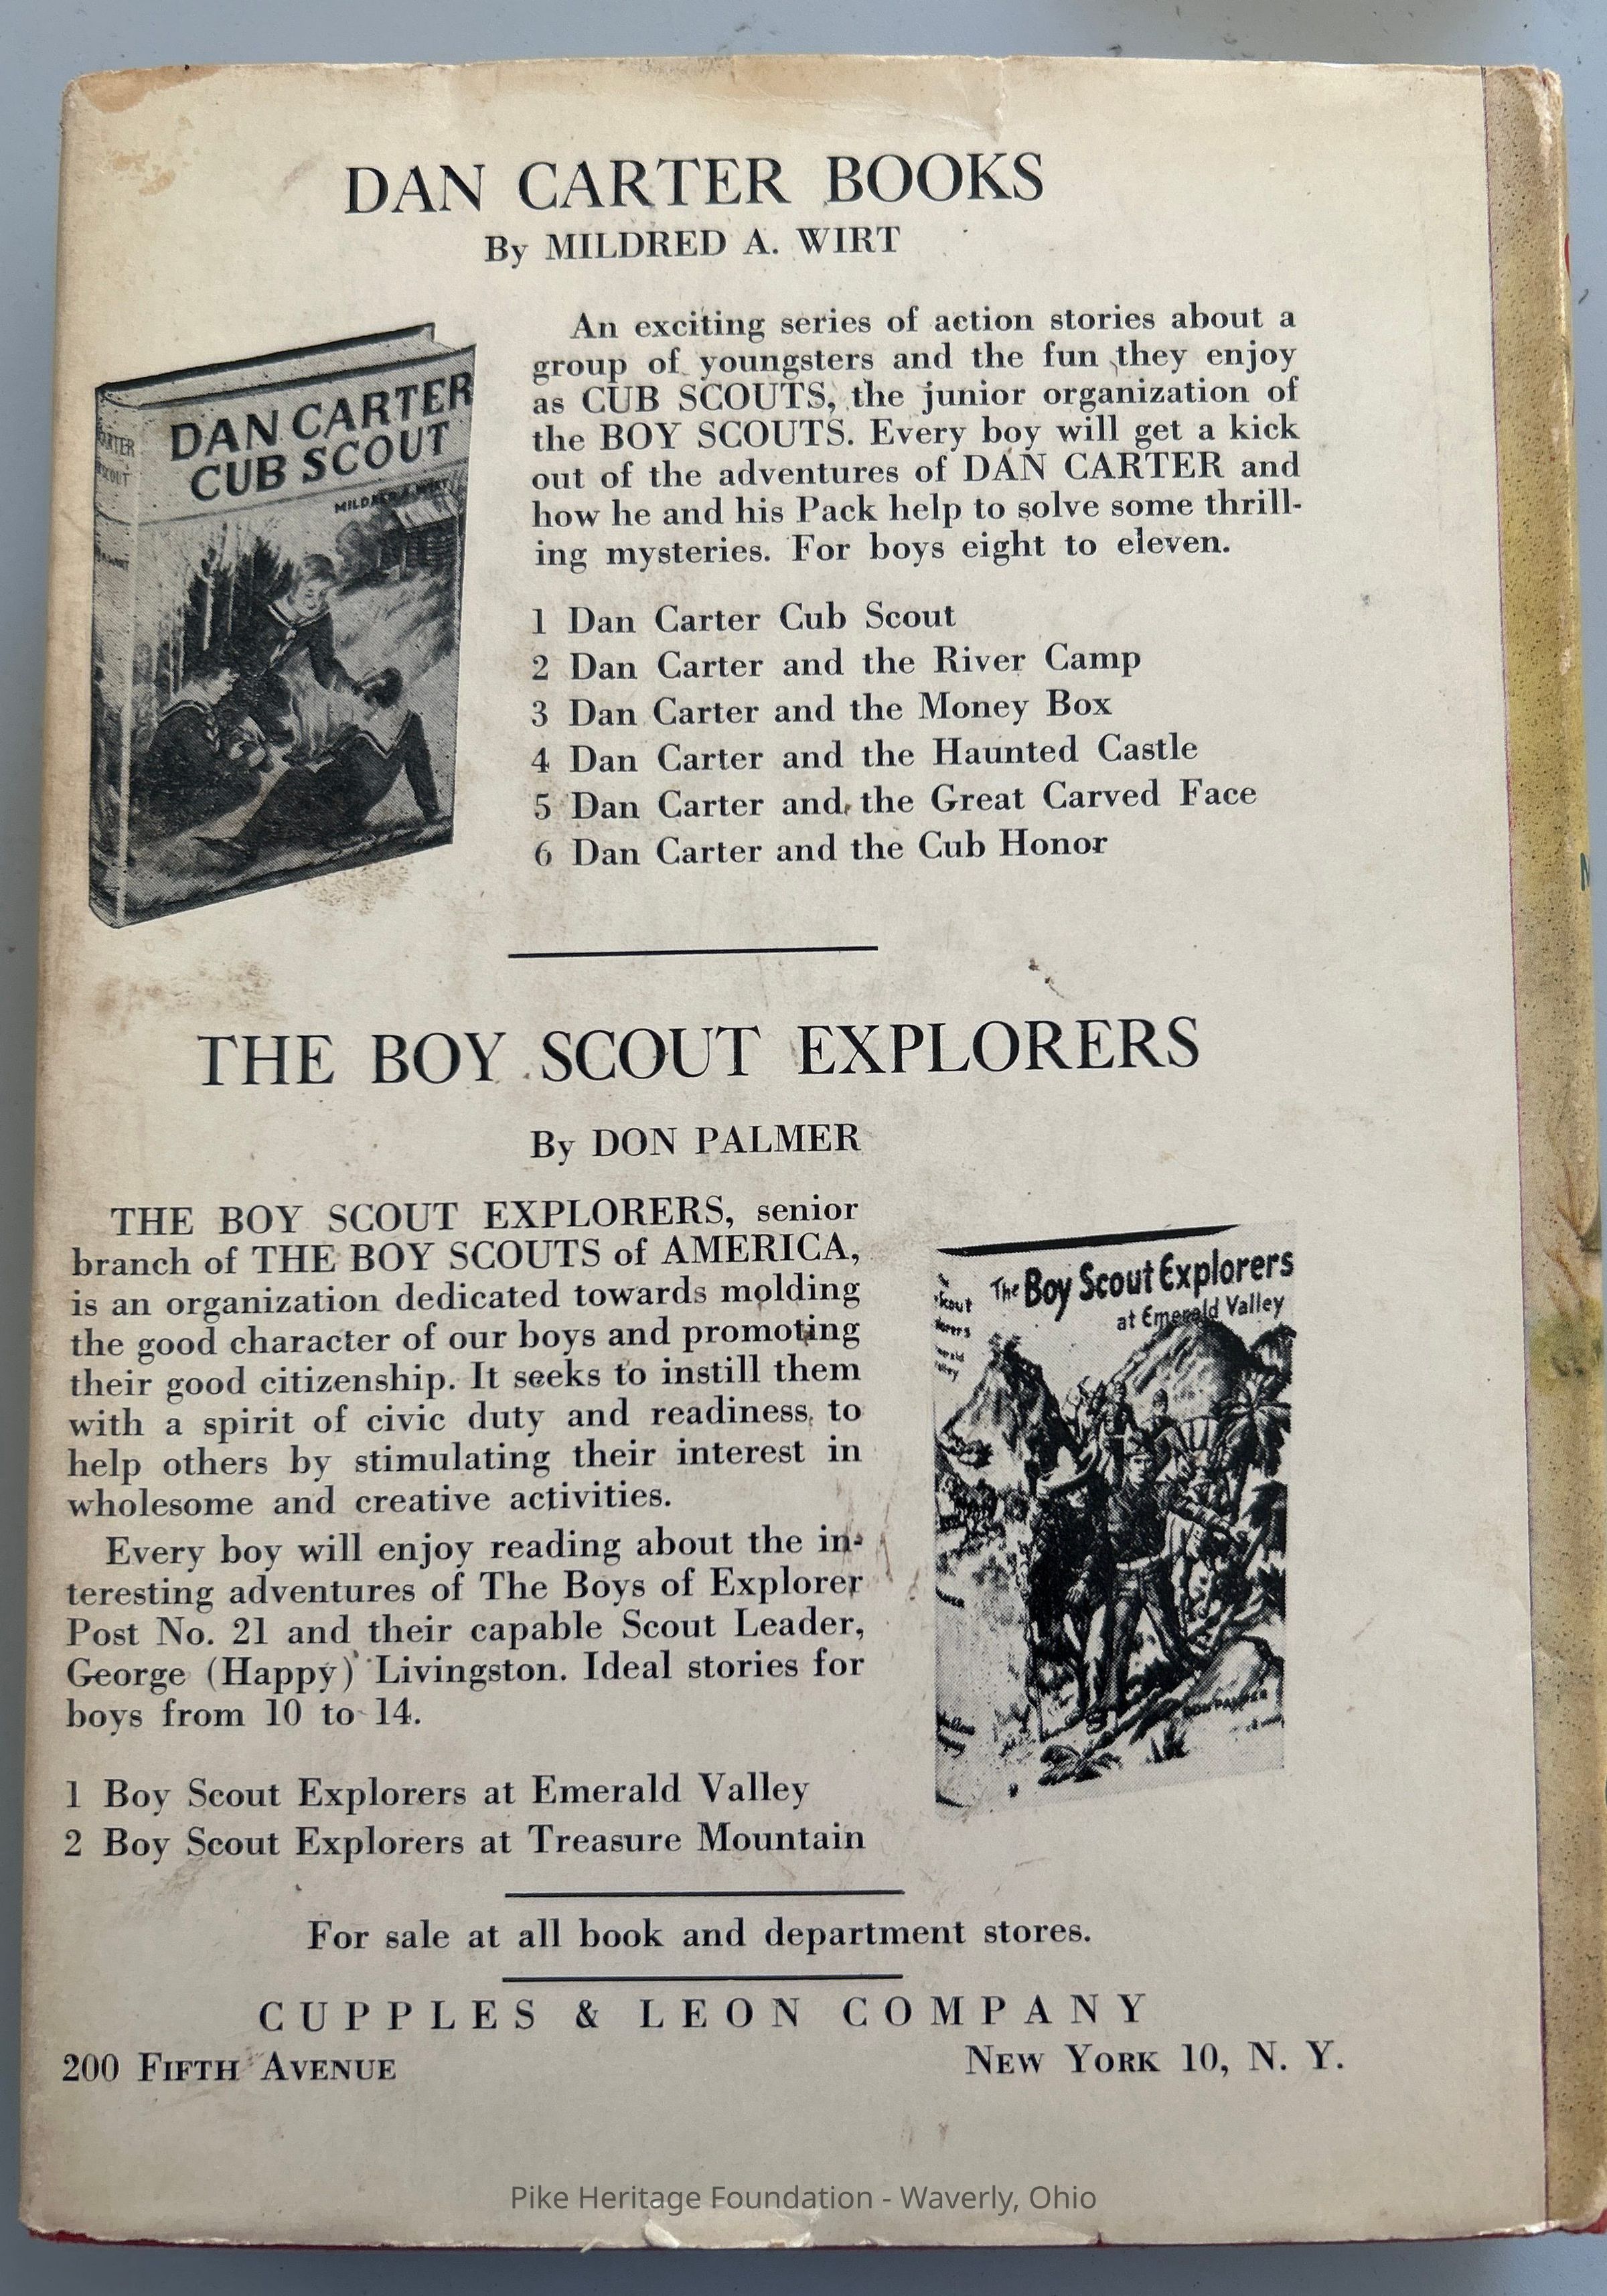 DAN CARTER BOOKS
By MILDRED A. WIRT
An exciting series of action stories about a
group of youngsters and the fun they enjoy
as CUB SCOUTS, the junior organization of
the BOY SCOUTS. Every boy will get a kick
out of the adventures of DAN CARTER and
how he and his Pack help to solve some thrill-
ing mysteries. For boys eight to eleven.
DAN CARTER
CUB SCOUT
MILDRED A. WIRT
1 Dan Carter Cub Scout
2 Dan Carter and the River Camp
3 Dan Carter and the Money Box
4 Dan Carter and the Haunted Castle
5 Dan Carter and the Great Carved Face
6 Dan Carter and the Cub Honor
THE BOY SCOUT EXPLORERS
By DON PALMER
THE BOY SCOUT EXPLORERS, senior
branch of THE BOY SCOUTS of AMERICA,
is an organization dedicated towards molding
the good character of our boys and promoting
their good citizenship. It seeks to instill them
with a spirit of civic duty and readiness to
help others by stimulating their interest in
wholesome and creative activities.
Every boy will enjoy reading about the in-
teresting adventures of The Boys of Explorer
Post No. 21 and their capable Scout Leader,
George (Happy) Livingston. Ideal stories for
boys from 10 to 14.
The Boy Scout Explorers
at Emerald Valley
1 Boy Scout Explorers at Emerald Valley
2 Boy Scout Explorers at Treasure Mountain
For sale at all book and department stores.
CUPPLES & LEON COMPANY
200 FIFTH AVENUE NEW YORK 10, N. Y.
Pike Heritage Foundation - Waverly, Ohio